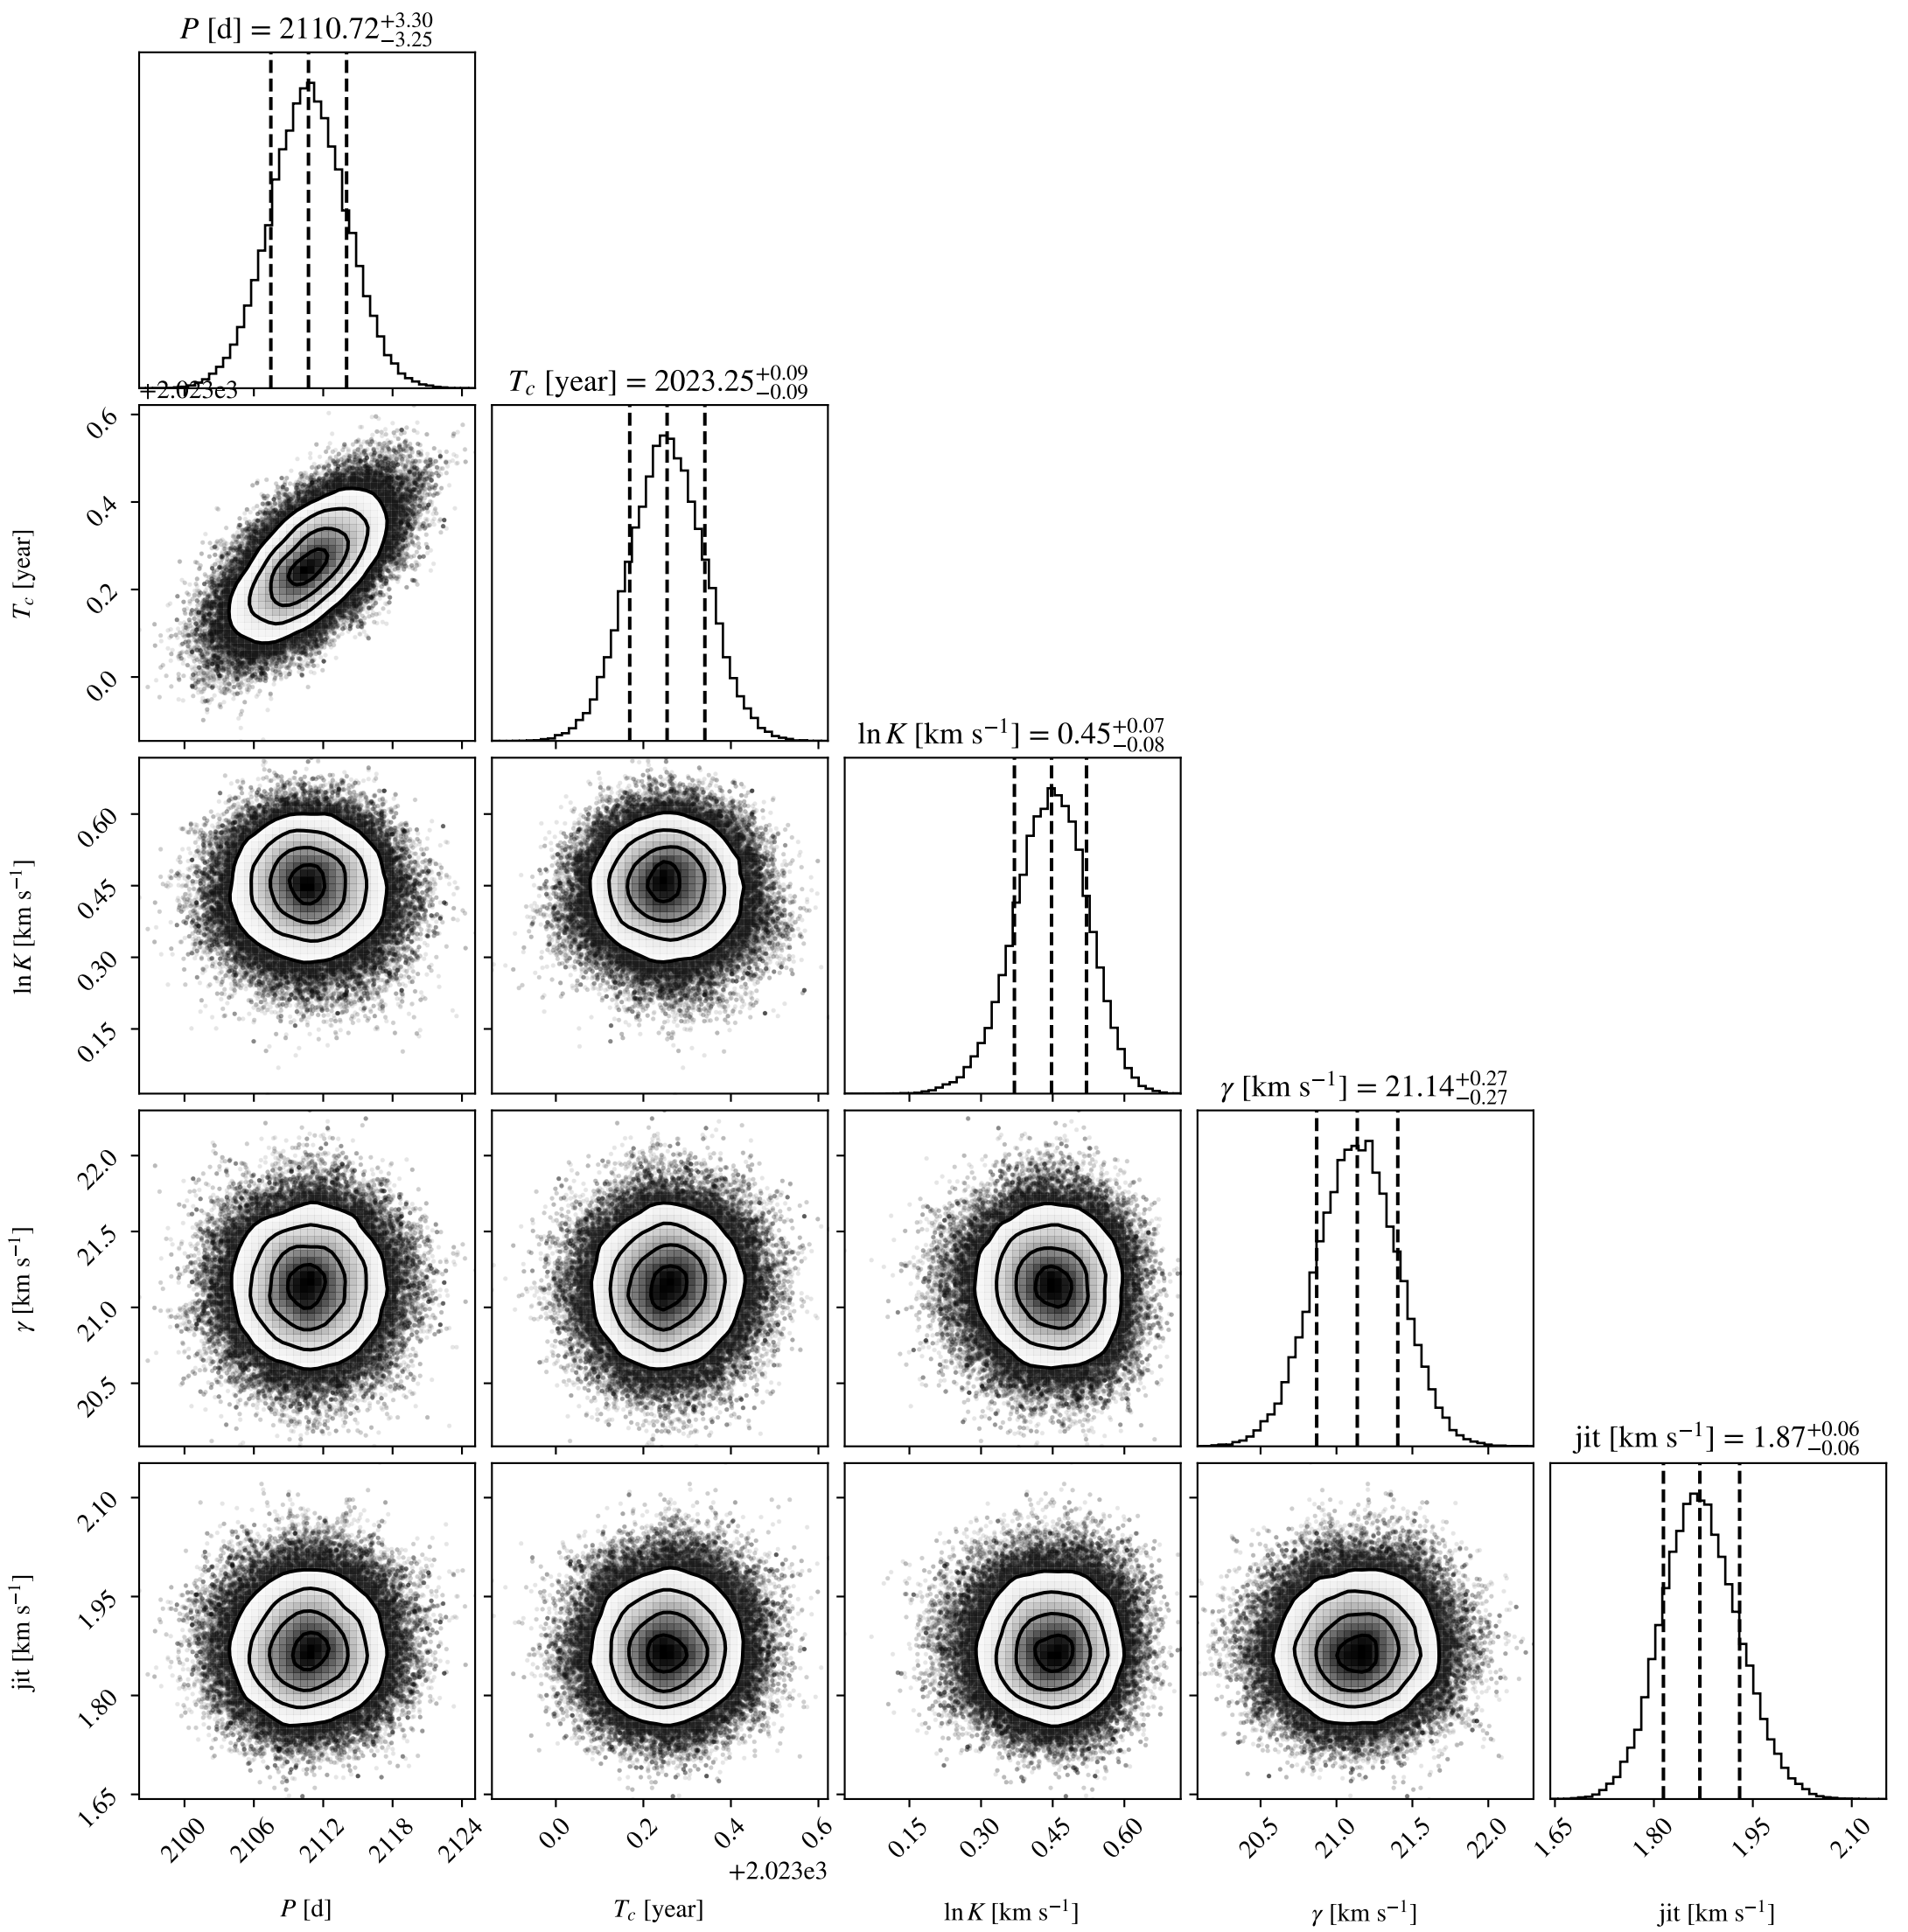 P [d] = 2110.72 +3.30 −3.25
+2.023e3
T_c [year] = 2023.25 +0.09 −0.09
0.6
0.4
0.2
0.0
T_c [year]
ln K [km s⁻¹] = 0.45 +0.07 −0.08
0.60
0.45
0.30
0.15
ln K [km s⁻¹]
γ [km s⁻¹] = 21.14 +0.27 −0.27
22.0
21.5
21.0
20.5
γ [km s⁻¹]
jit [km s⁻¹] = 1.87 +0.06 −0.06
2.10
1.95
1.80
1.65
jit [km s⁻¹]
2100 2106 2112 2118 2124 0.0 0.2 0.4 0.6 0.15 0.30 0.45 0.60 20.5 21.0 21.5 22.0 1.65 1.80 1.95 2.10
+2.023e3
P [d] T_c [year] ln K [km s⁻¹] γ [km s⁻¹] jit [km s⁻¹]